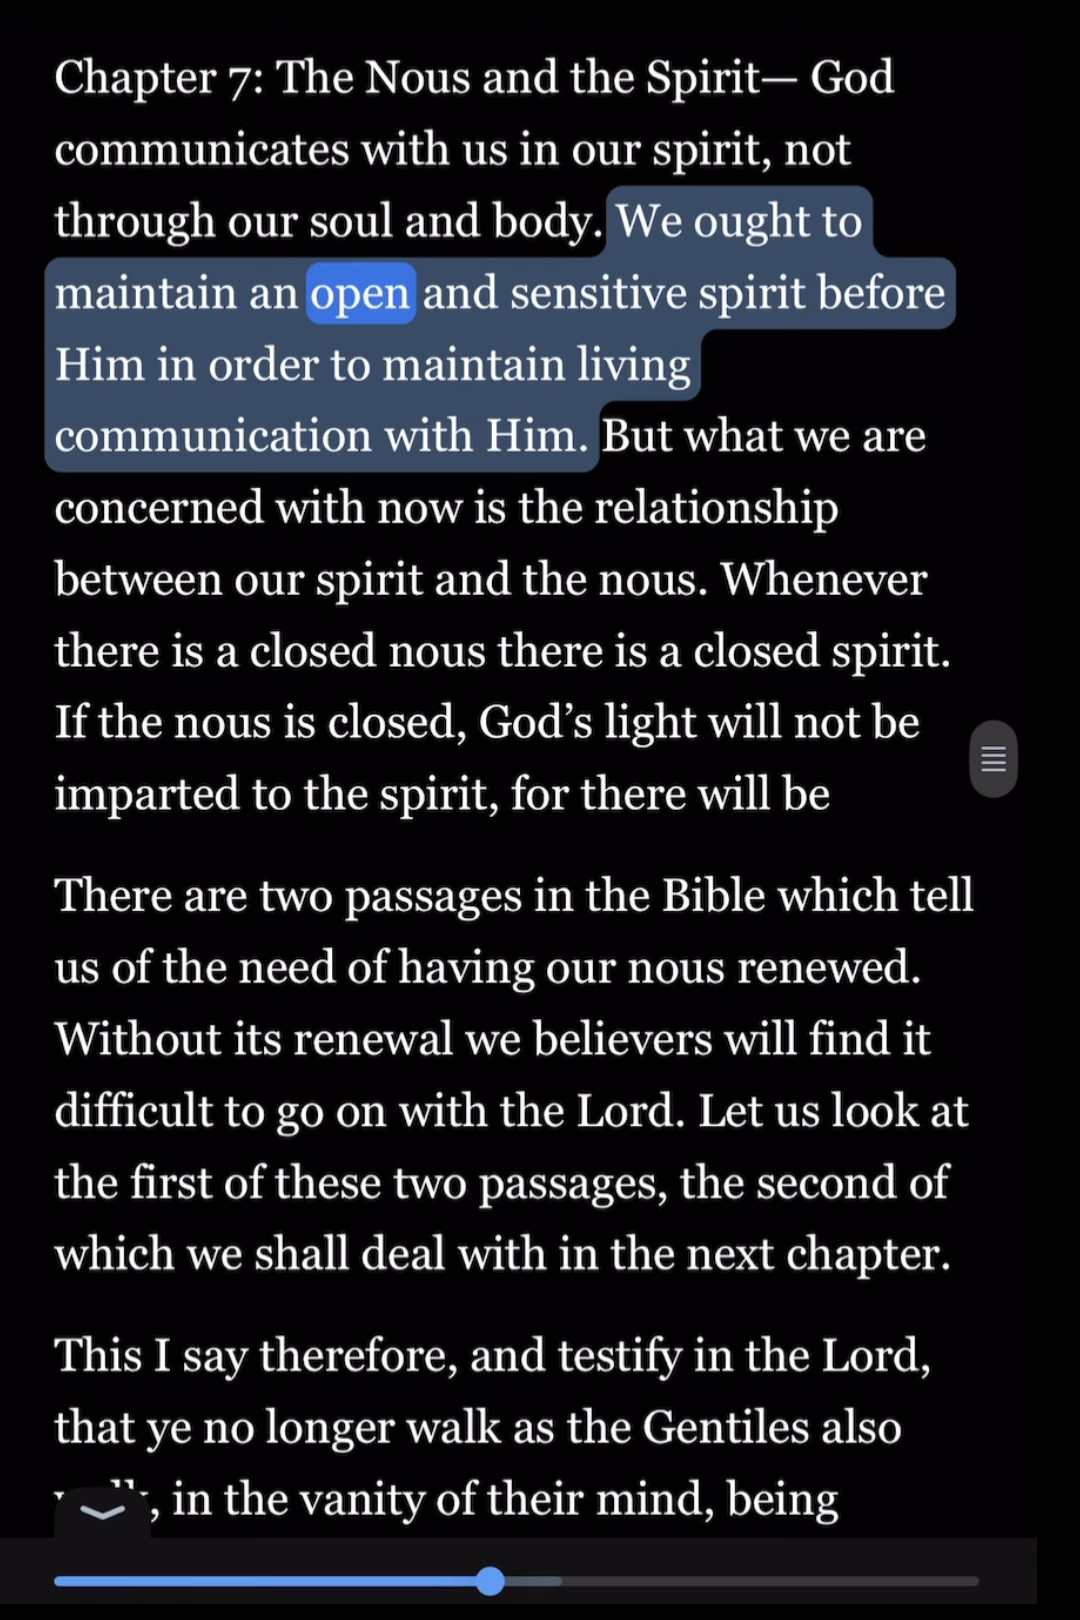 Chapter 7: The Nous and the Spirit— God
communicates with us in our spirit, not
through our soul and body. We ought to
maintain an open and sensitive spirit before
Him in order to maintain living
communication with Him. But what we are
concerned with now is the relationship
between our spirit and the nous. Whenever
there is a closed nous there is a closed spirit.
If the nous is closed, God’s light will not be
imparted to the spirit, for there will be
There are two passages in the Bible which tell
us of the need of having our nous renewed.
Without its renewal we believers will find it
difficult to go on with the Lord. Let us look at
the first of these two passages, the second of
which we shall deal with in the next chapter.
This I say therefore, and testify in the Lord,
that ye no longer walk as the Gentiles also
, in the vanity of their mind, being